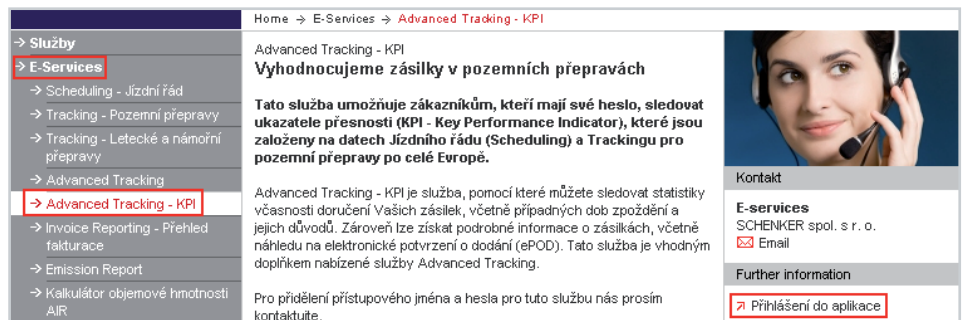 Home → E-Services → Advanced Tracking - KPI
→ Služby
→ E-Services
→ Scheduling - Jízdní řád
→ Tracking - Pozemní přepravy
→ Tracking - Letecké a námořní
přepravy
→ Advanced Tracking
→ Advanced Tracking - KPI
→ Invoice Reporting - Přehled
fakturace
→ Emission Report
→ Kalkulátor objemové hmotnosti
AIR
Advanced Tracking - KPI
Vyhodnocujeme zásilky v pozemních přepravách
Tato služba umožňuje zákazníkům, kteří mají své heslo, sledovat
ukazatele přesnosti (KPI - Key Performance Indicator), které jsou
založeny na datech Jízdního řádu (Scheduling) a Trackingu pro
pozemní přepravy po celé Evropě.
Advanced Tracking - KPI je služba, pomocí které můžete sledovat statistiky
včasnosti doručení Vašich zásilek, včetně případných dob zpoždění a
jejich důvodů. Zároveň lze získat podrobné informace o zásilkách, včetně
náhledu na elektronické potvrzení o dodání (ePOD). Tato služba je vhodným
doplňkem nabízené služby Advanced Tracking.
Pro přidělení přístupového jména a hesla pro tuto službu nás prosím
kontaktujte.
Kontakt
E-services
SCHENKER spol. s r. o.
Email
Further information
Přihlášení do aplikace